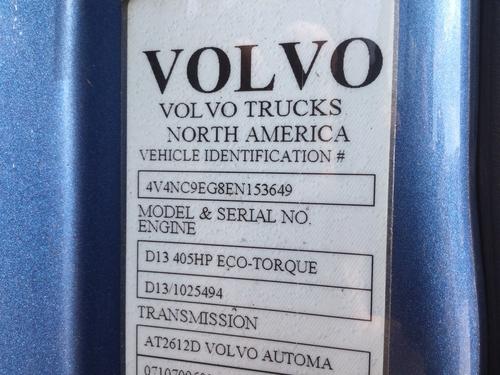 VOLVO
VOLVO TRUCKS
NORTH AMERICA
VEHICLE IDENTIFICATION #
4V4NC9EG8EN153649
MODEL & SERIAL NO.
ENGINE
D13 405HP ECO-TORQUE
D13/1025494
TRANSMISSION
AT2612D VOLVO AUTOMA